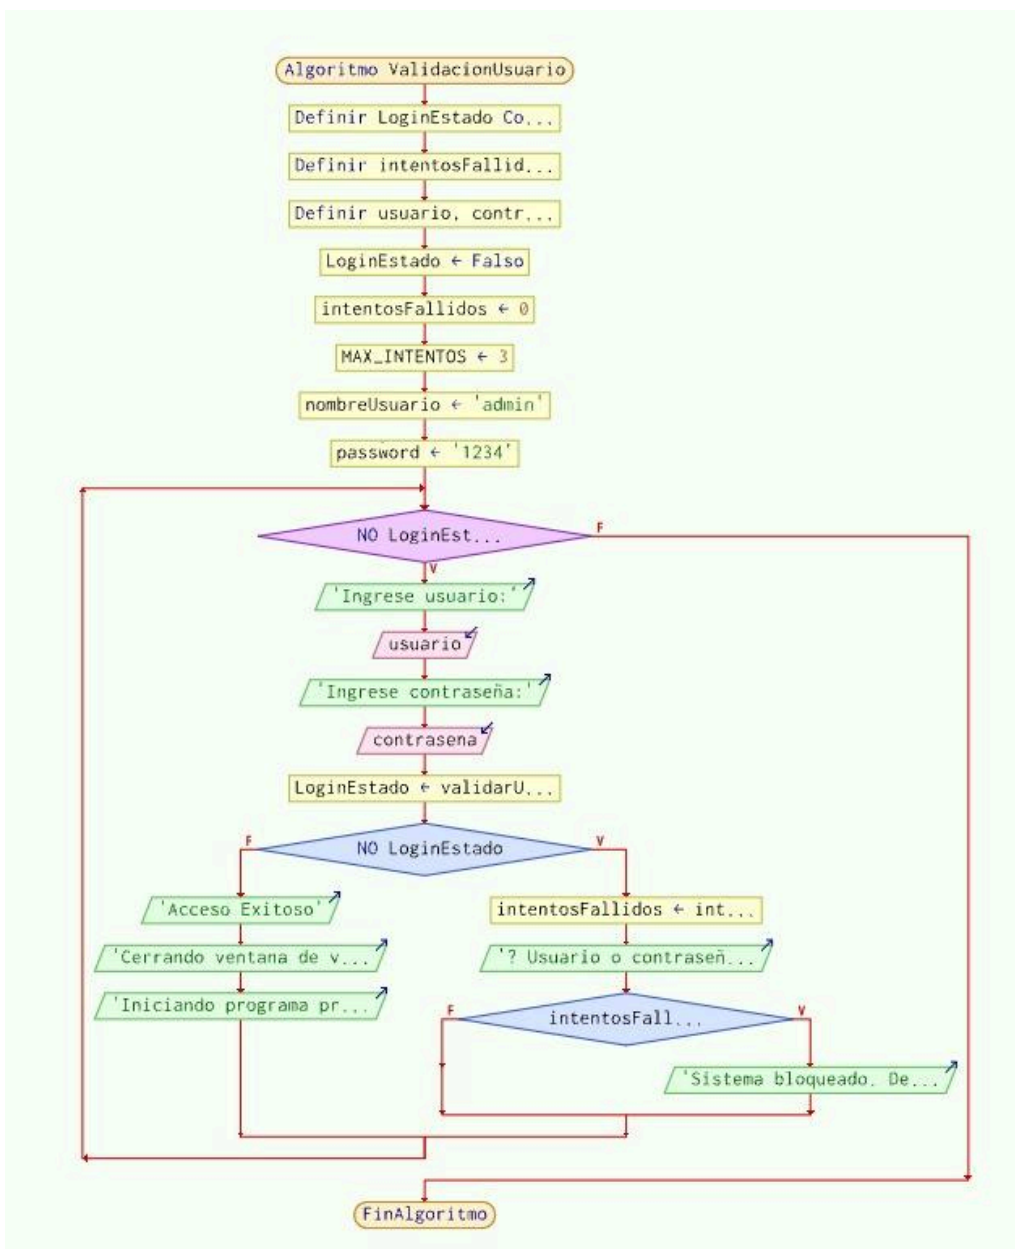 Algoritmo ValidacionUsuario
Definir LoginEstado Co...
Definir intentosFallid...
Definir usuario, contr...
LoginEstado ← Falso
intentosFallidos ← 0
MAX_INTENTOS ← 3
nombreUsuario ← 'admin'
password ← '1234'
NO LoginEst...
F
V
'Ingrese usuario:'
usuario
'Ingrese contraseña:'
contrasena
LoginEstado ← validarU...
F
NO LoginEstado
V
'Acceso Exitoso'
intentosFallidos ← int...
'Cerrando ventana de v...
'? Usuario o contraseñ...
'Iniciando programa pr...
F
intentosFall...
V
'Sistema bloqueado. De...
FinAlgoritmo